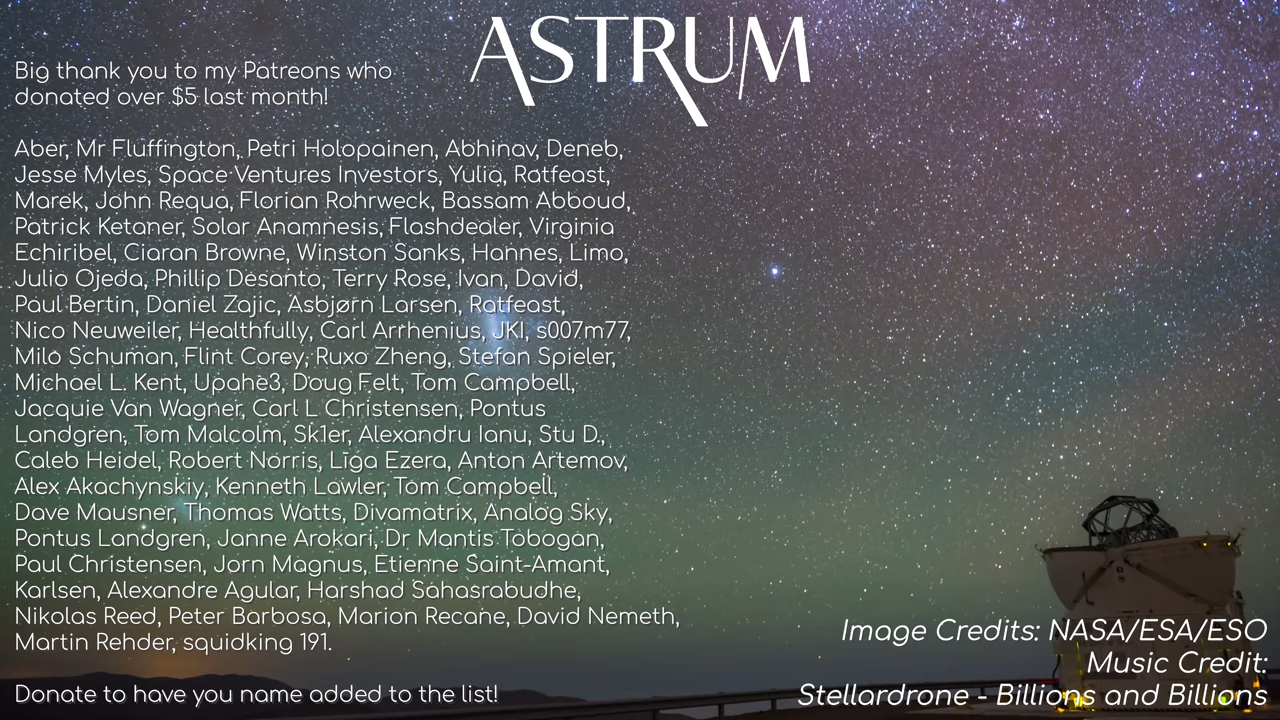 ASTRUM
Big thank you to my Patreons who
donated over $5 last month!
Aber, Mr Fluffington, Petri Holopainen, Abhinav, Deneb,
Jesse Myles, Space Ventures Investors, Yulia, Ratfeast,
Marek, John Requa, Florian Rohrweck, Bassam Abboud,
Patrick Ketaner, Solar Anamnesis, Flashdealer, Virginia
Echiribel, Ciaran Browne, Winston Sanks, Hannes, Limo,
Julio Ojeda, Phillip Desanto, Terry Rose, Ivan, David,
Paul Bertin, Daniel Zajic, Asbjørn Larsen, Ratfeast,
Nico Neuweiler, Healthfully, Carl Arrhenius, JKI, s007m77,
Milo Schuman, Flint Corey, Ruxo Zheng, Stefan Spieler,
Michael L. Kent, Upahe3, Doug Felt, Tom Campbell,
Jacquie Van Wagner, Carl L Christensen, Pontus
Landgren, Tom Malcolm, Sk1er, Alexandru Ianu, Stu D.,
Caleb Heidel, Robert Norris, Līga Ezera, Anton Artemov,
Alex Akachynskiy, Kenneth Lawler, Tom Campbell,
Dave Mausner, Thomas Watts, Divamatrix, Analog Sky,
Pontus Landgren, Janne Arokari, Dr Mantis Tobogan,
Paul Christensen, Jorn Magnus, Etienne Saint-Amant,
Karlsen, Alexandre Agular, Harshad Sahasrabudhe,
Nikolas Reed, Peter Barbosa, Marion Recane, David Nemeth,
Martin Rehder, squidking 191.
Donate to have you name added to the list!
Image Credits: NASA/ESA/ESO
Music Credit:
Stellardrone - Billions and Billions